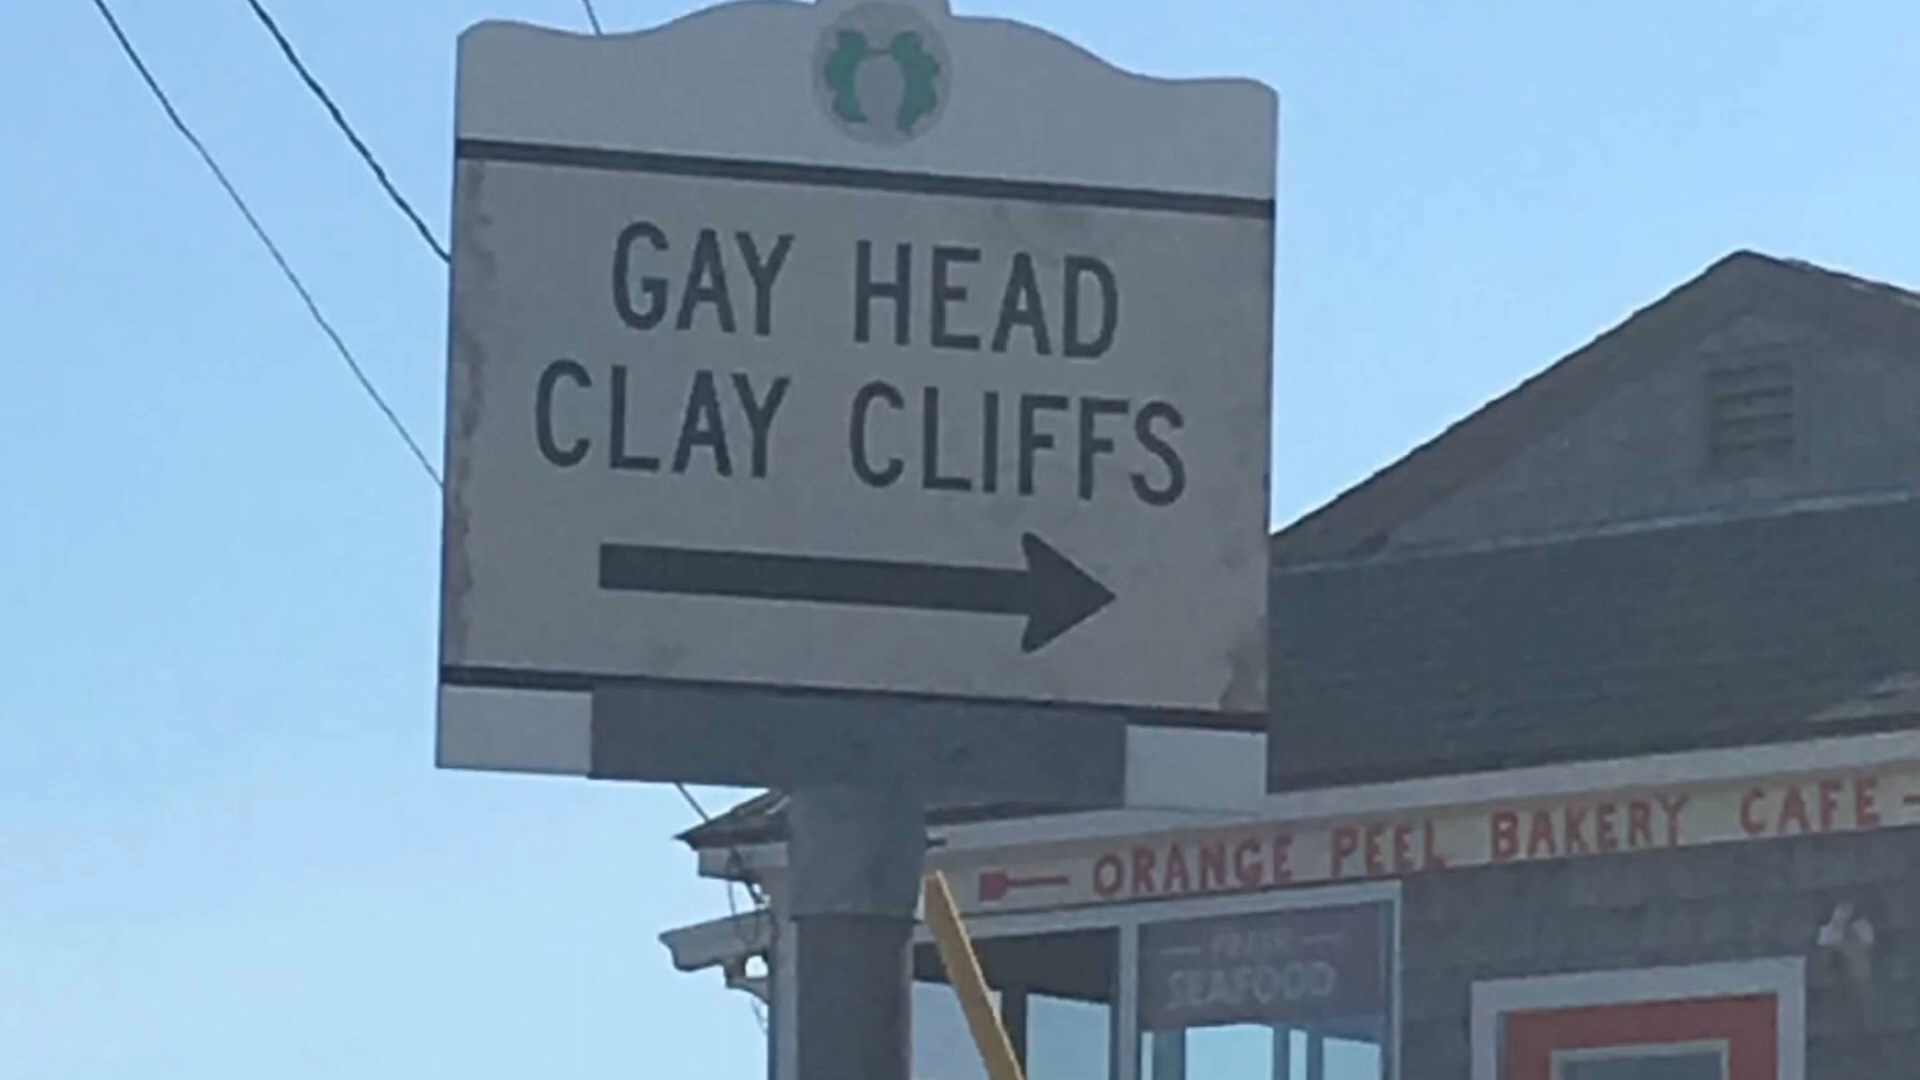 GAY HEAD
CLAY CLIFFS
ORANGE PEEL BAKERY CAFE
SEAFOOD